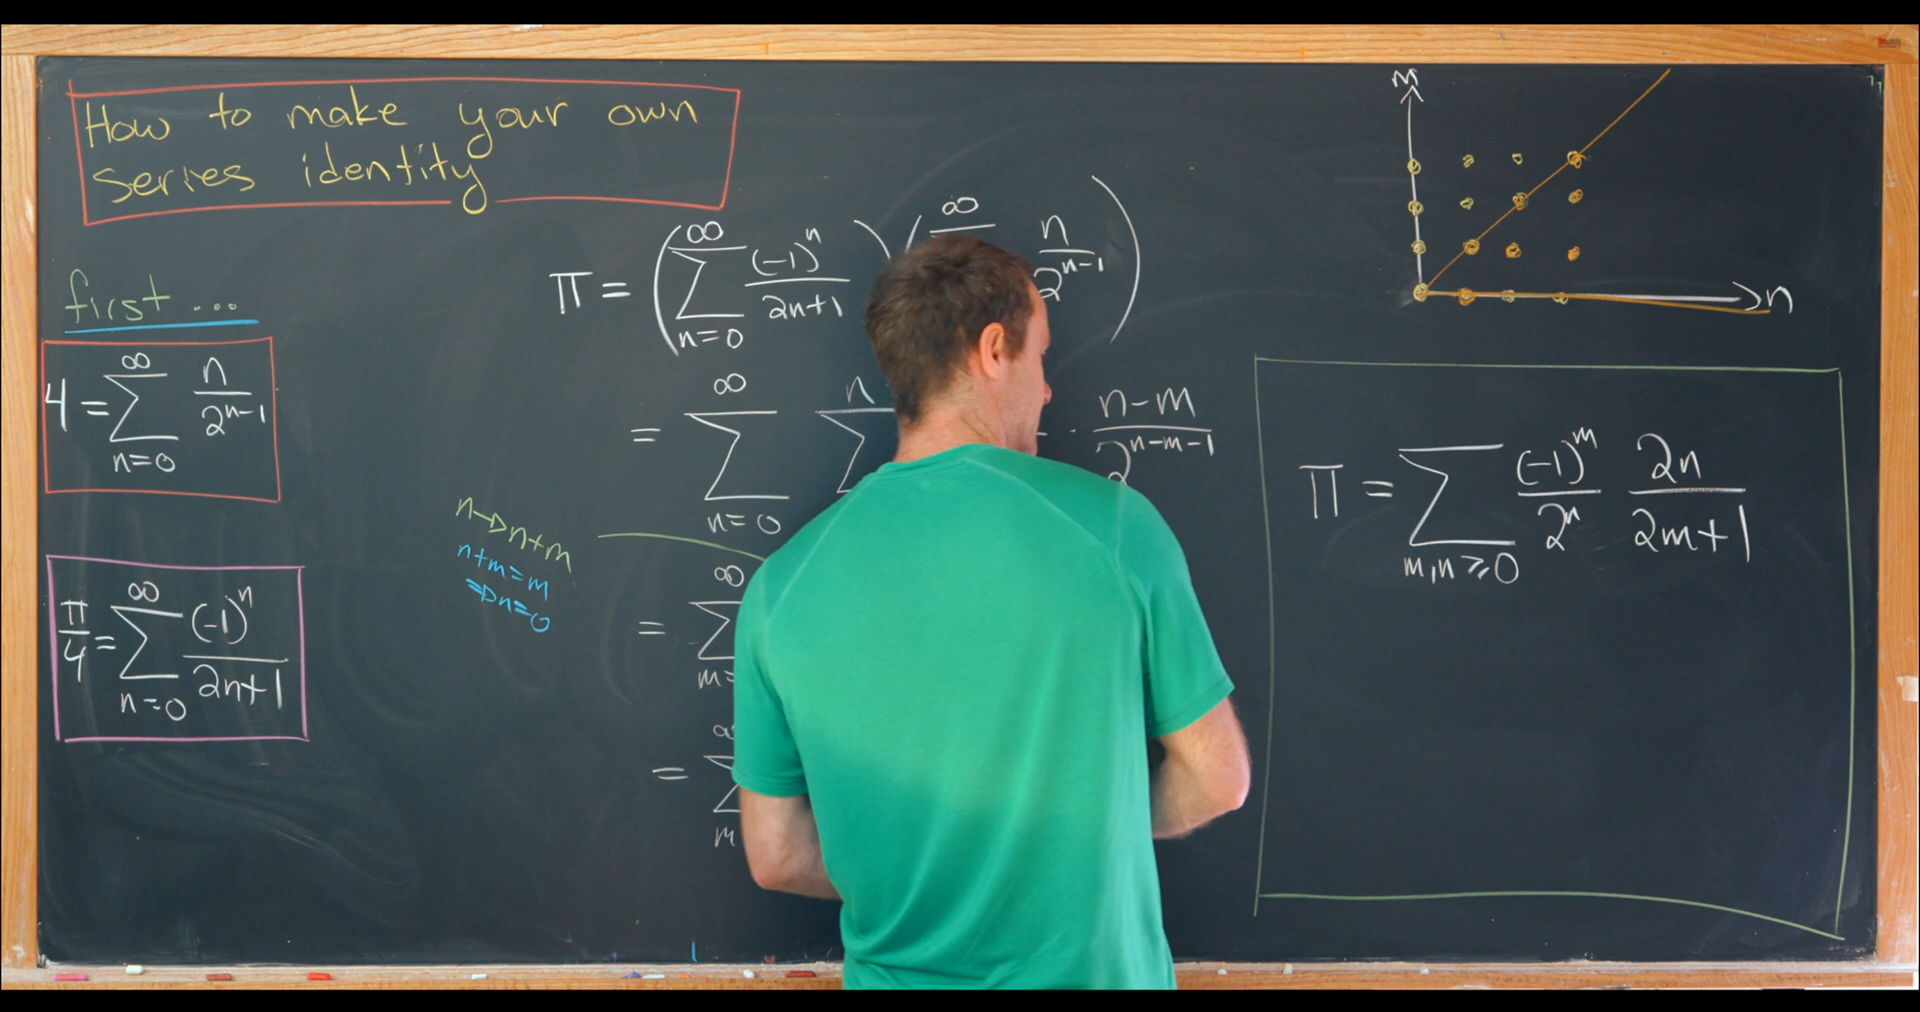 How to make your own
series identity
first ...
4 = ∞ Σ n=0 n/2^(n-1)
π/4 = ∞ Σ n=0 (-1)^n/(2n+1)
π = ( ∞ Σ n=0 (-1)^n/(2n+1) ) ( ∞ n/2^(n-1) )
= ∞ Σ n=0 n Σ · (n-m)/2^(n-m-1)
n→n+m
n+m=m
⇒n=0
= ∞ Σ m=
= Σ m
m
n
π = Σ m,n≥0 (-1)^m/2^n 2n/(2m+1)